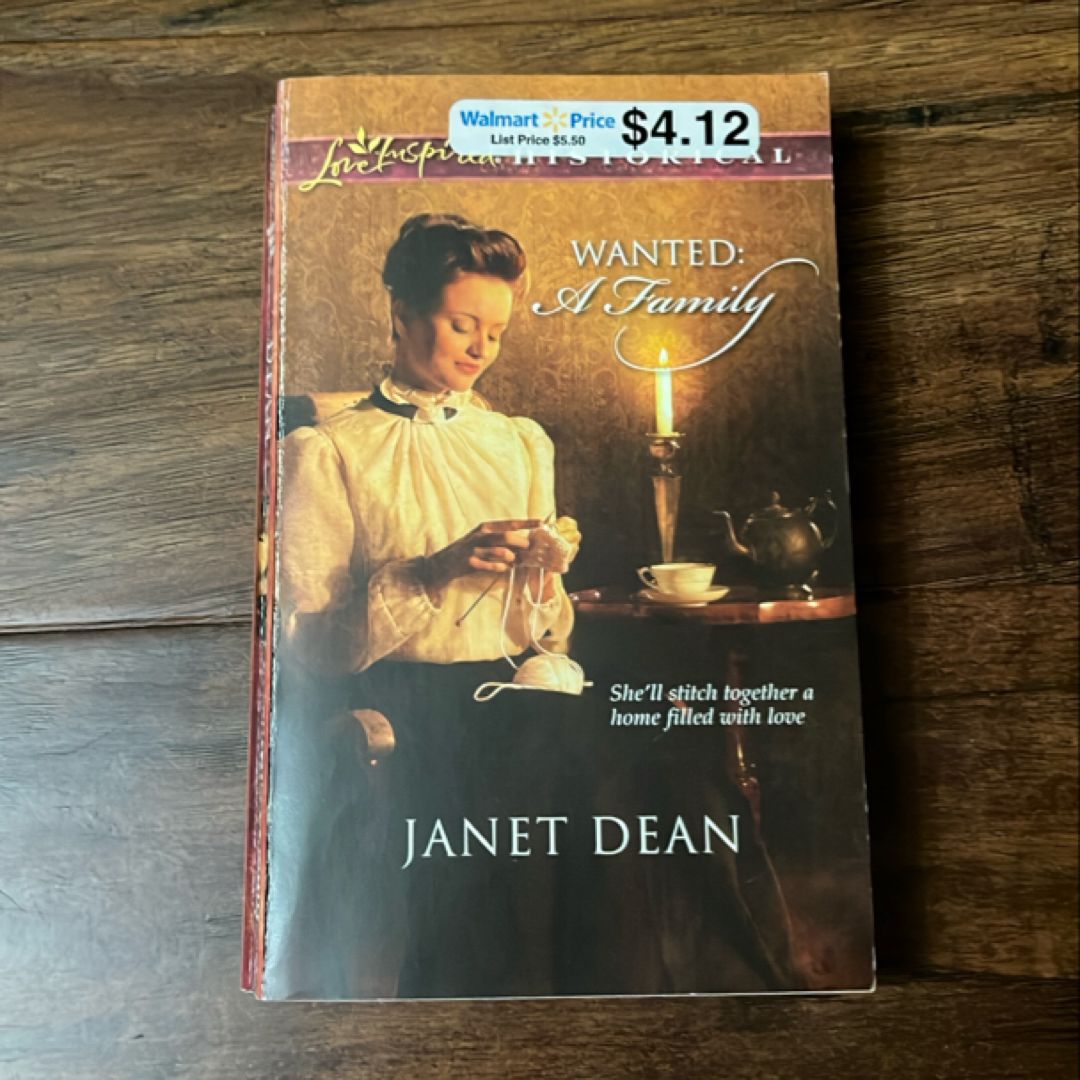 Walmart Price $4.12
List Price $5.50
Love Inspired HISTORICAL
WANTED:
A Family
She'll stitch together a
home filled with love
JANET DEAN